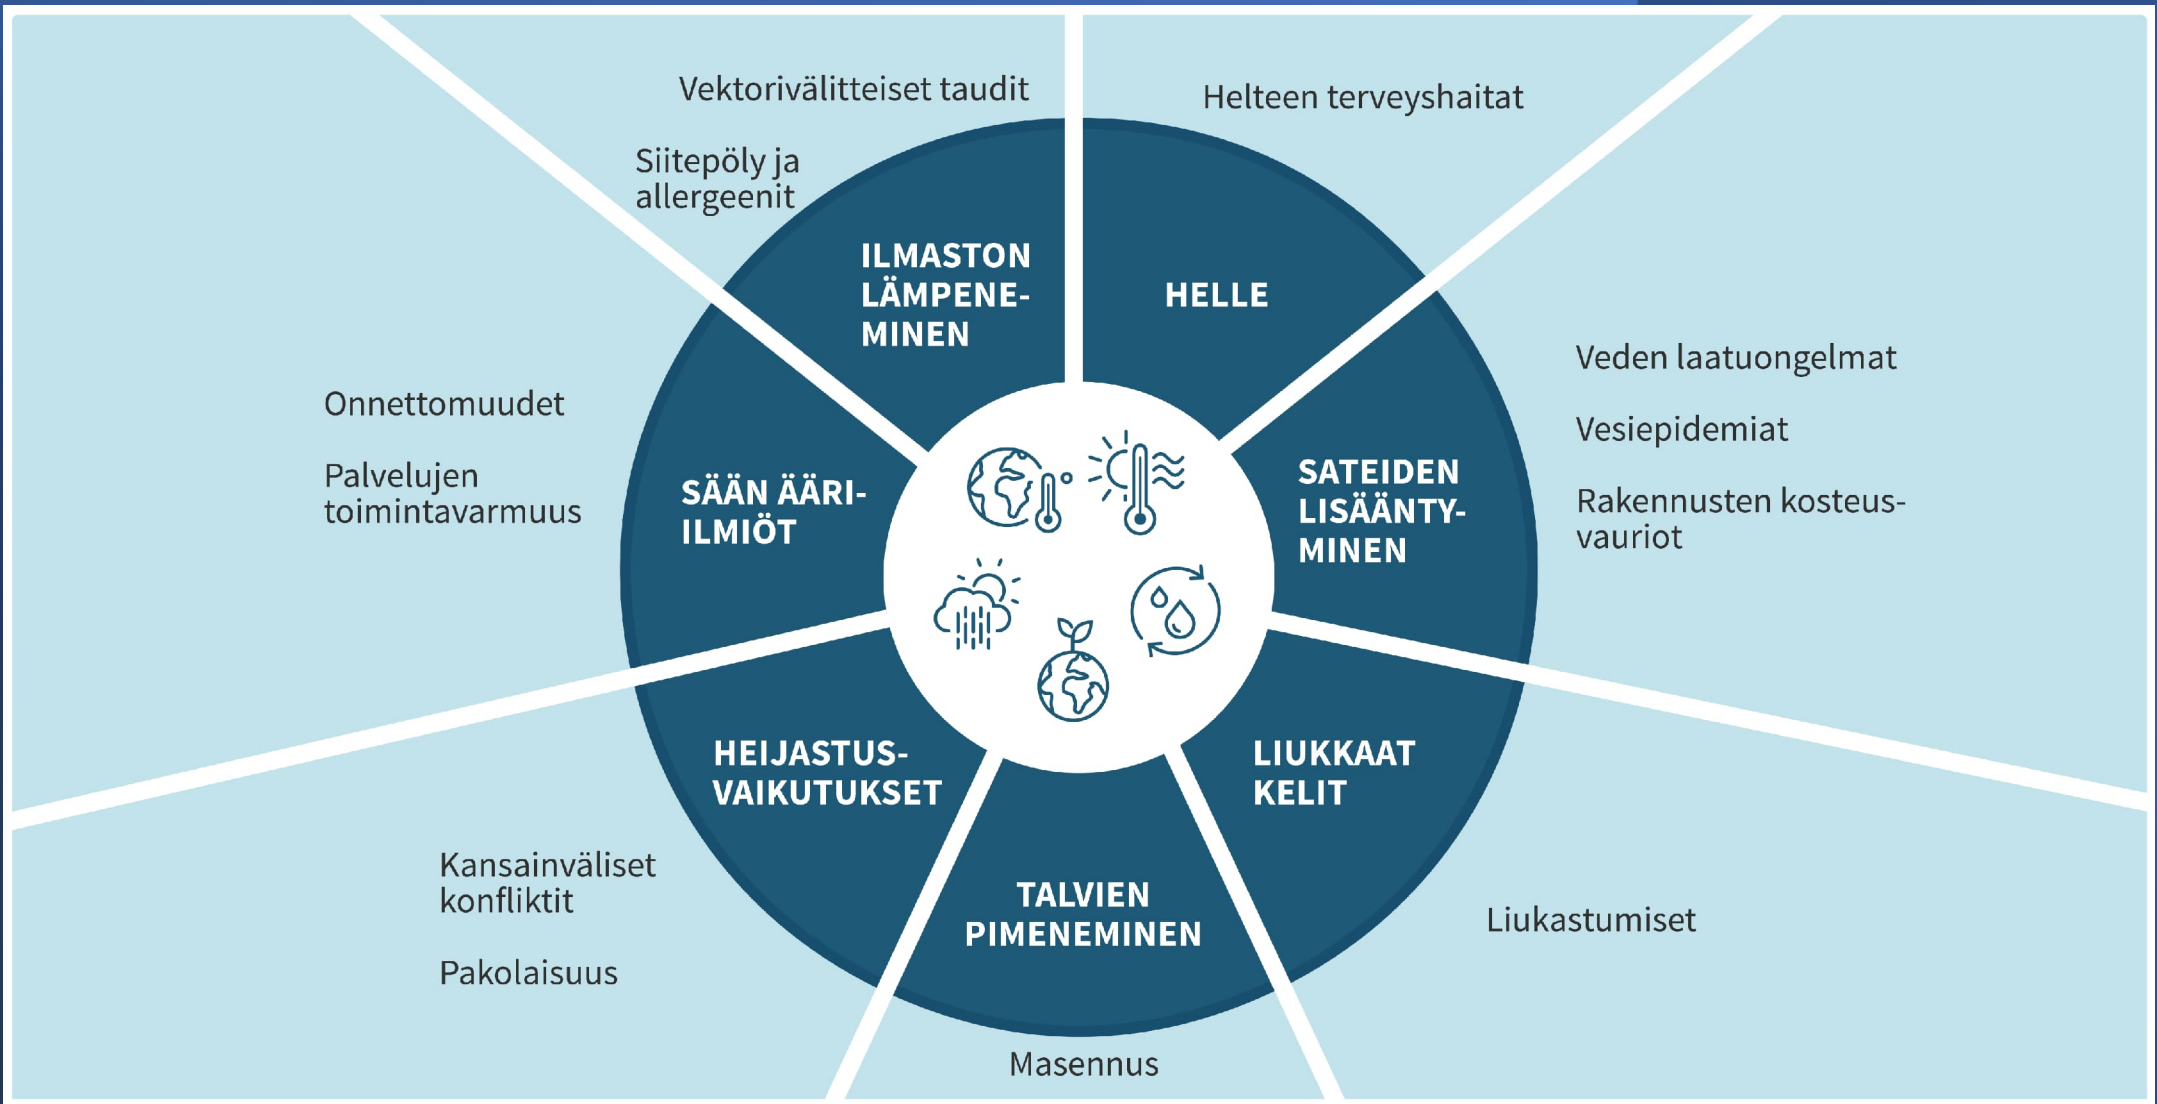 Vektorivälitteiset taudit
Siitepöly ja
allergeenit
ILMASTON
LÄMPENE-
MINEN
Helteen terveyshaitat
HELLE
Veden laatuongelmat
Vesiepidemiat
Rakennusten kosteus-
vauriot
SATEIDEN
LISÄÄNTY-
MINEN
LIUKKAAT
KELIT
Liukastumiset
TALVIEN
PIMENEMINEN
Masennus
HEIJASTUS-
VAIKUTUKSET
Kansainväliset
konfliktit
Pakolaisuus
Onnettomuudet
Palvelujen
toimintavarmuus
SÄÄN ÄÄRI-
ILMIÖT